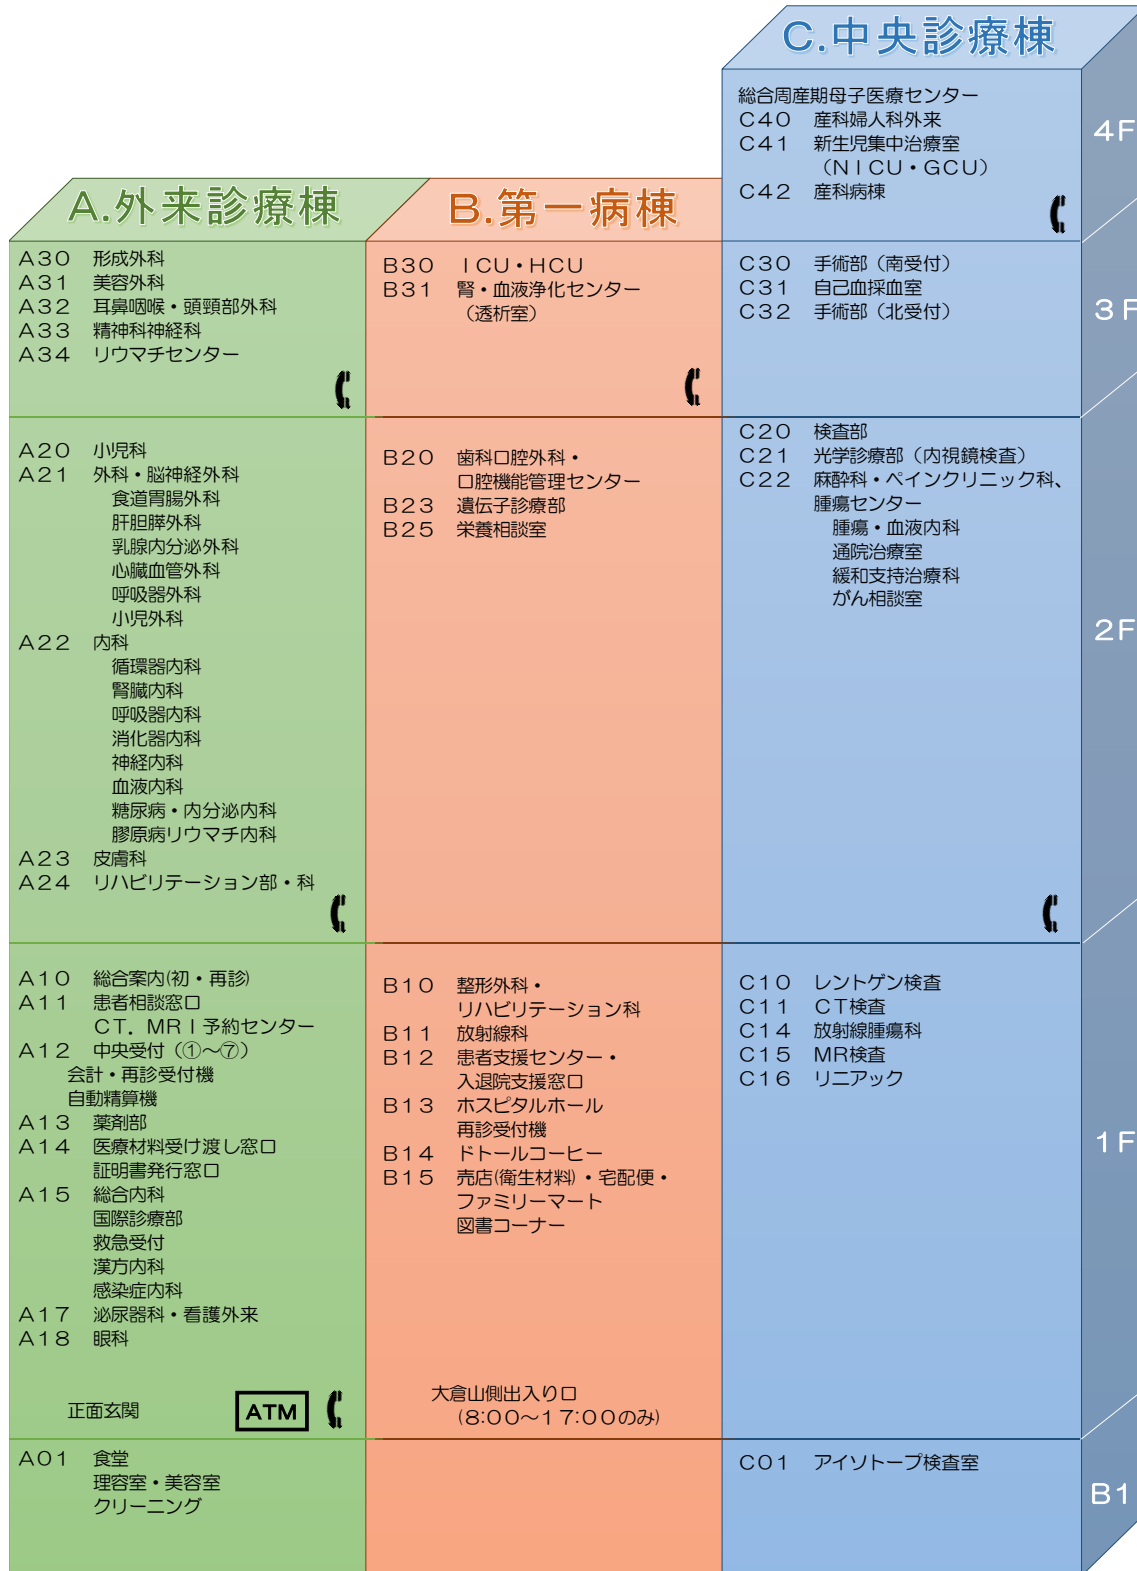 C.中央診療棟
総合周産期母子医療センター
C40 産科婦人科外来
C41 新生児集中治療室
（NICU・GCU）
C42 産科病棟
4F
A.外来診療棟
A30 形成外科
A31 美容外科
A32 耳鼻咽喉・頭頸部外科
A33 精神科神経科
A34 リウマチセンター
B.第一病棟
B30 ICU・HCU
B31 腎・血液浄化センター
（透析室）
C30 手術部（南受付）
C31 自己血採血室
C32 手術部（北受付）
3F
A20 小児科
A21 外科・脳神経外科
食道胃腸外科
肝胆膵外科
乳腺内分泌外科
心臓血管外科
呼吸器外科
小児外科
A22 内科
循環器内科
腎臓内科
呼吸器内科
消化器内科
神経内科
血液内科
糖尿病・内分泌内科
膠原病リウマチ内科
A23 皮膚科
A24 リハビリテーション部・科
B20 歯科口腔外科・
口腔機能管理センター
B23 遺伝子診療部
B25 栄養相談室
C20 検査部
C21 光学診療部（内視鏡検査）
C22 麻酔科・ペインクリニック科、
腫瘍センター
腫瘍・血液内科
通院治療室
緩和支持治療科
がん相談室
2F
A10 総合案内(初・再診)
A11 患者相談窓口
CT．MRI予約センター
A12 中央受付（①～⑦）
会計・再診受付機
自動精算機
A13 薬剤部
A14 医療材料受け渡し窓口
証明書発行窓口
A15 総合内科
国際診療部
救急受付
漢方内科
感染症内科
A17 泌尿器科・看護外来
A18 眼科
正面玄関
ATM
B10 整形外科・
リハビリテーション科
B11 放射線科
B12 患者支援センター・
入退院支援窓口
B13 ホスピタルホール
再診受付機
B14 ドトールコーヒー
B15 売店(衛生材料)・宅配便・
ファミリーマート
図書コーナー
大倉山側出入り口
(8:00～17:00のみ)
C10 レントゲン検査
C11 CT検査
C14 放射線腫瘍科
C15 MR検査
C16 リニアック
1F
A01 食堂
理容室・美容室
クリーニング
C01 アイソトープ検査室
B1